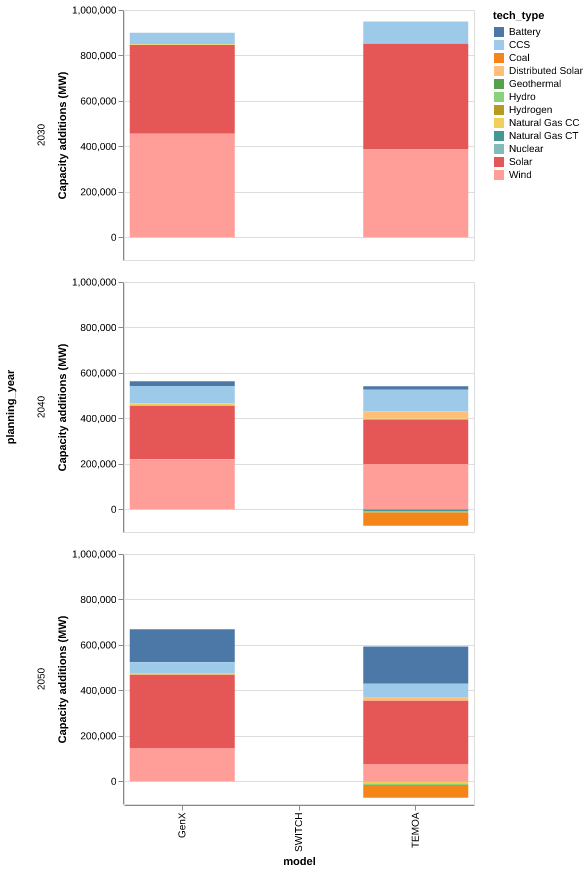 tech_type
Battery
CCS
Coal
Distributed Solar
Geothermal
Hydro
Hydrogen
Natural Gas CC
Natural Gas CT
Nuclear
Solar
Wind
planning_year
2030
Capacity additions (MW)
1,000,000
800,000
600,000
400,000
200,000
0
2040
Capacity additions (MW)
1,000,000
800,000
600,000
400,000
200,000
0
2050
Capacity additions (MW)
1,000,000
800,000
600,000
400,000
200,000
0
GenX
SWITCH
TEMOA
model